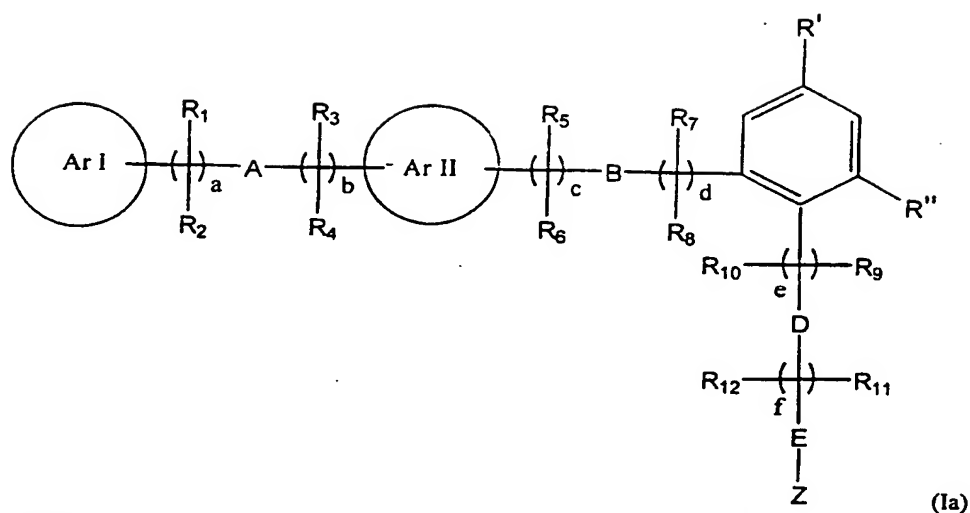 R'
R1 R3 R5 R7
Ar I ( ) a A ( ) b - Ar II ( ) c B ( ) d
R2 R4 R6 R8 R"
R10 ( ) e R9
D
R12 ( ) f R11
E
Z
(Ia)